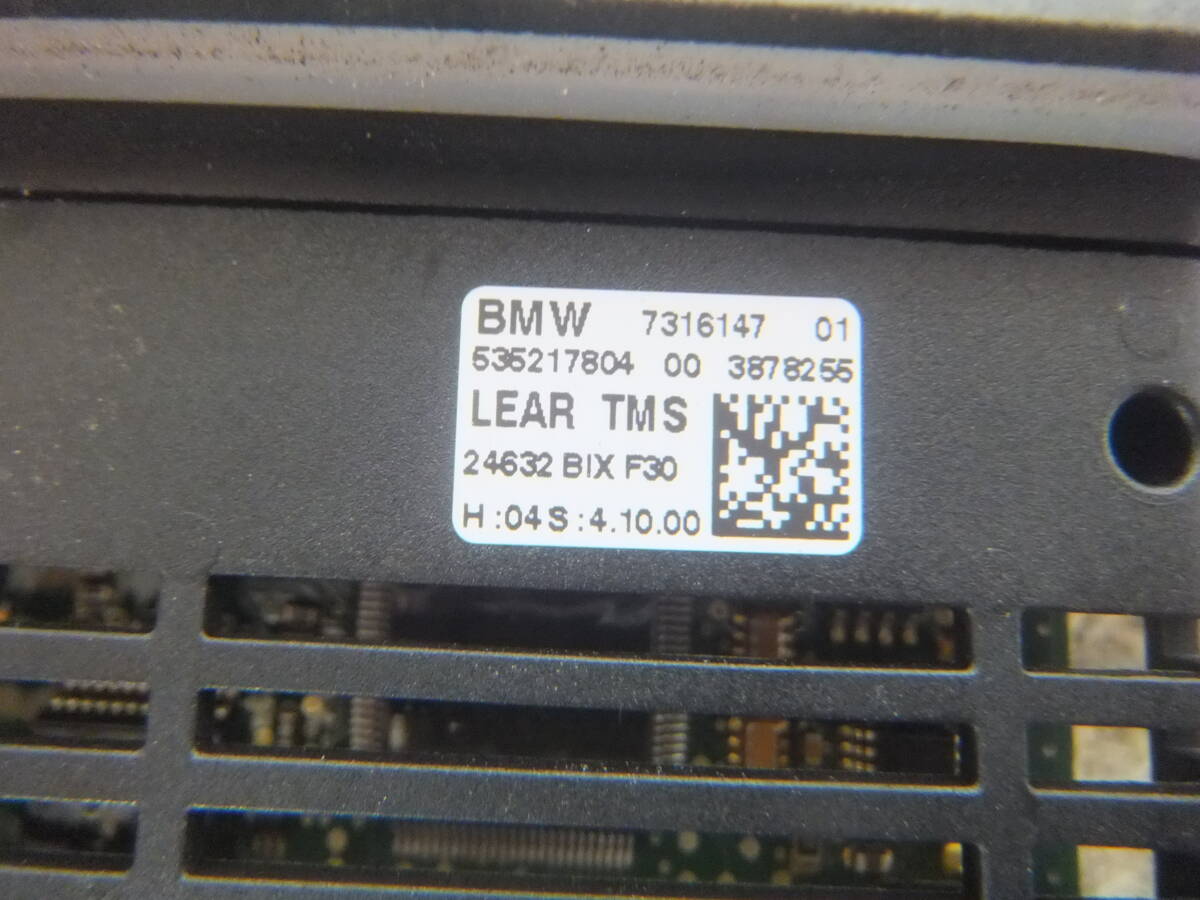 BMW 7316147 01
535217804 00 3878255
LEAR TMS
24632 BIX F30
H :04 S :4.10.00